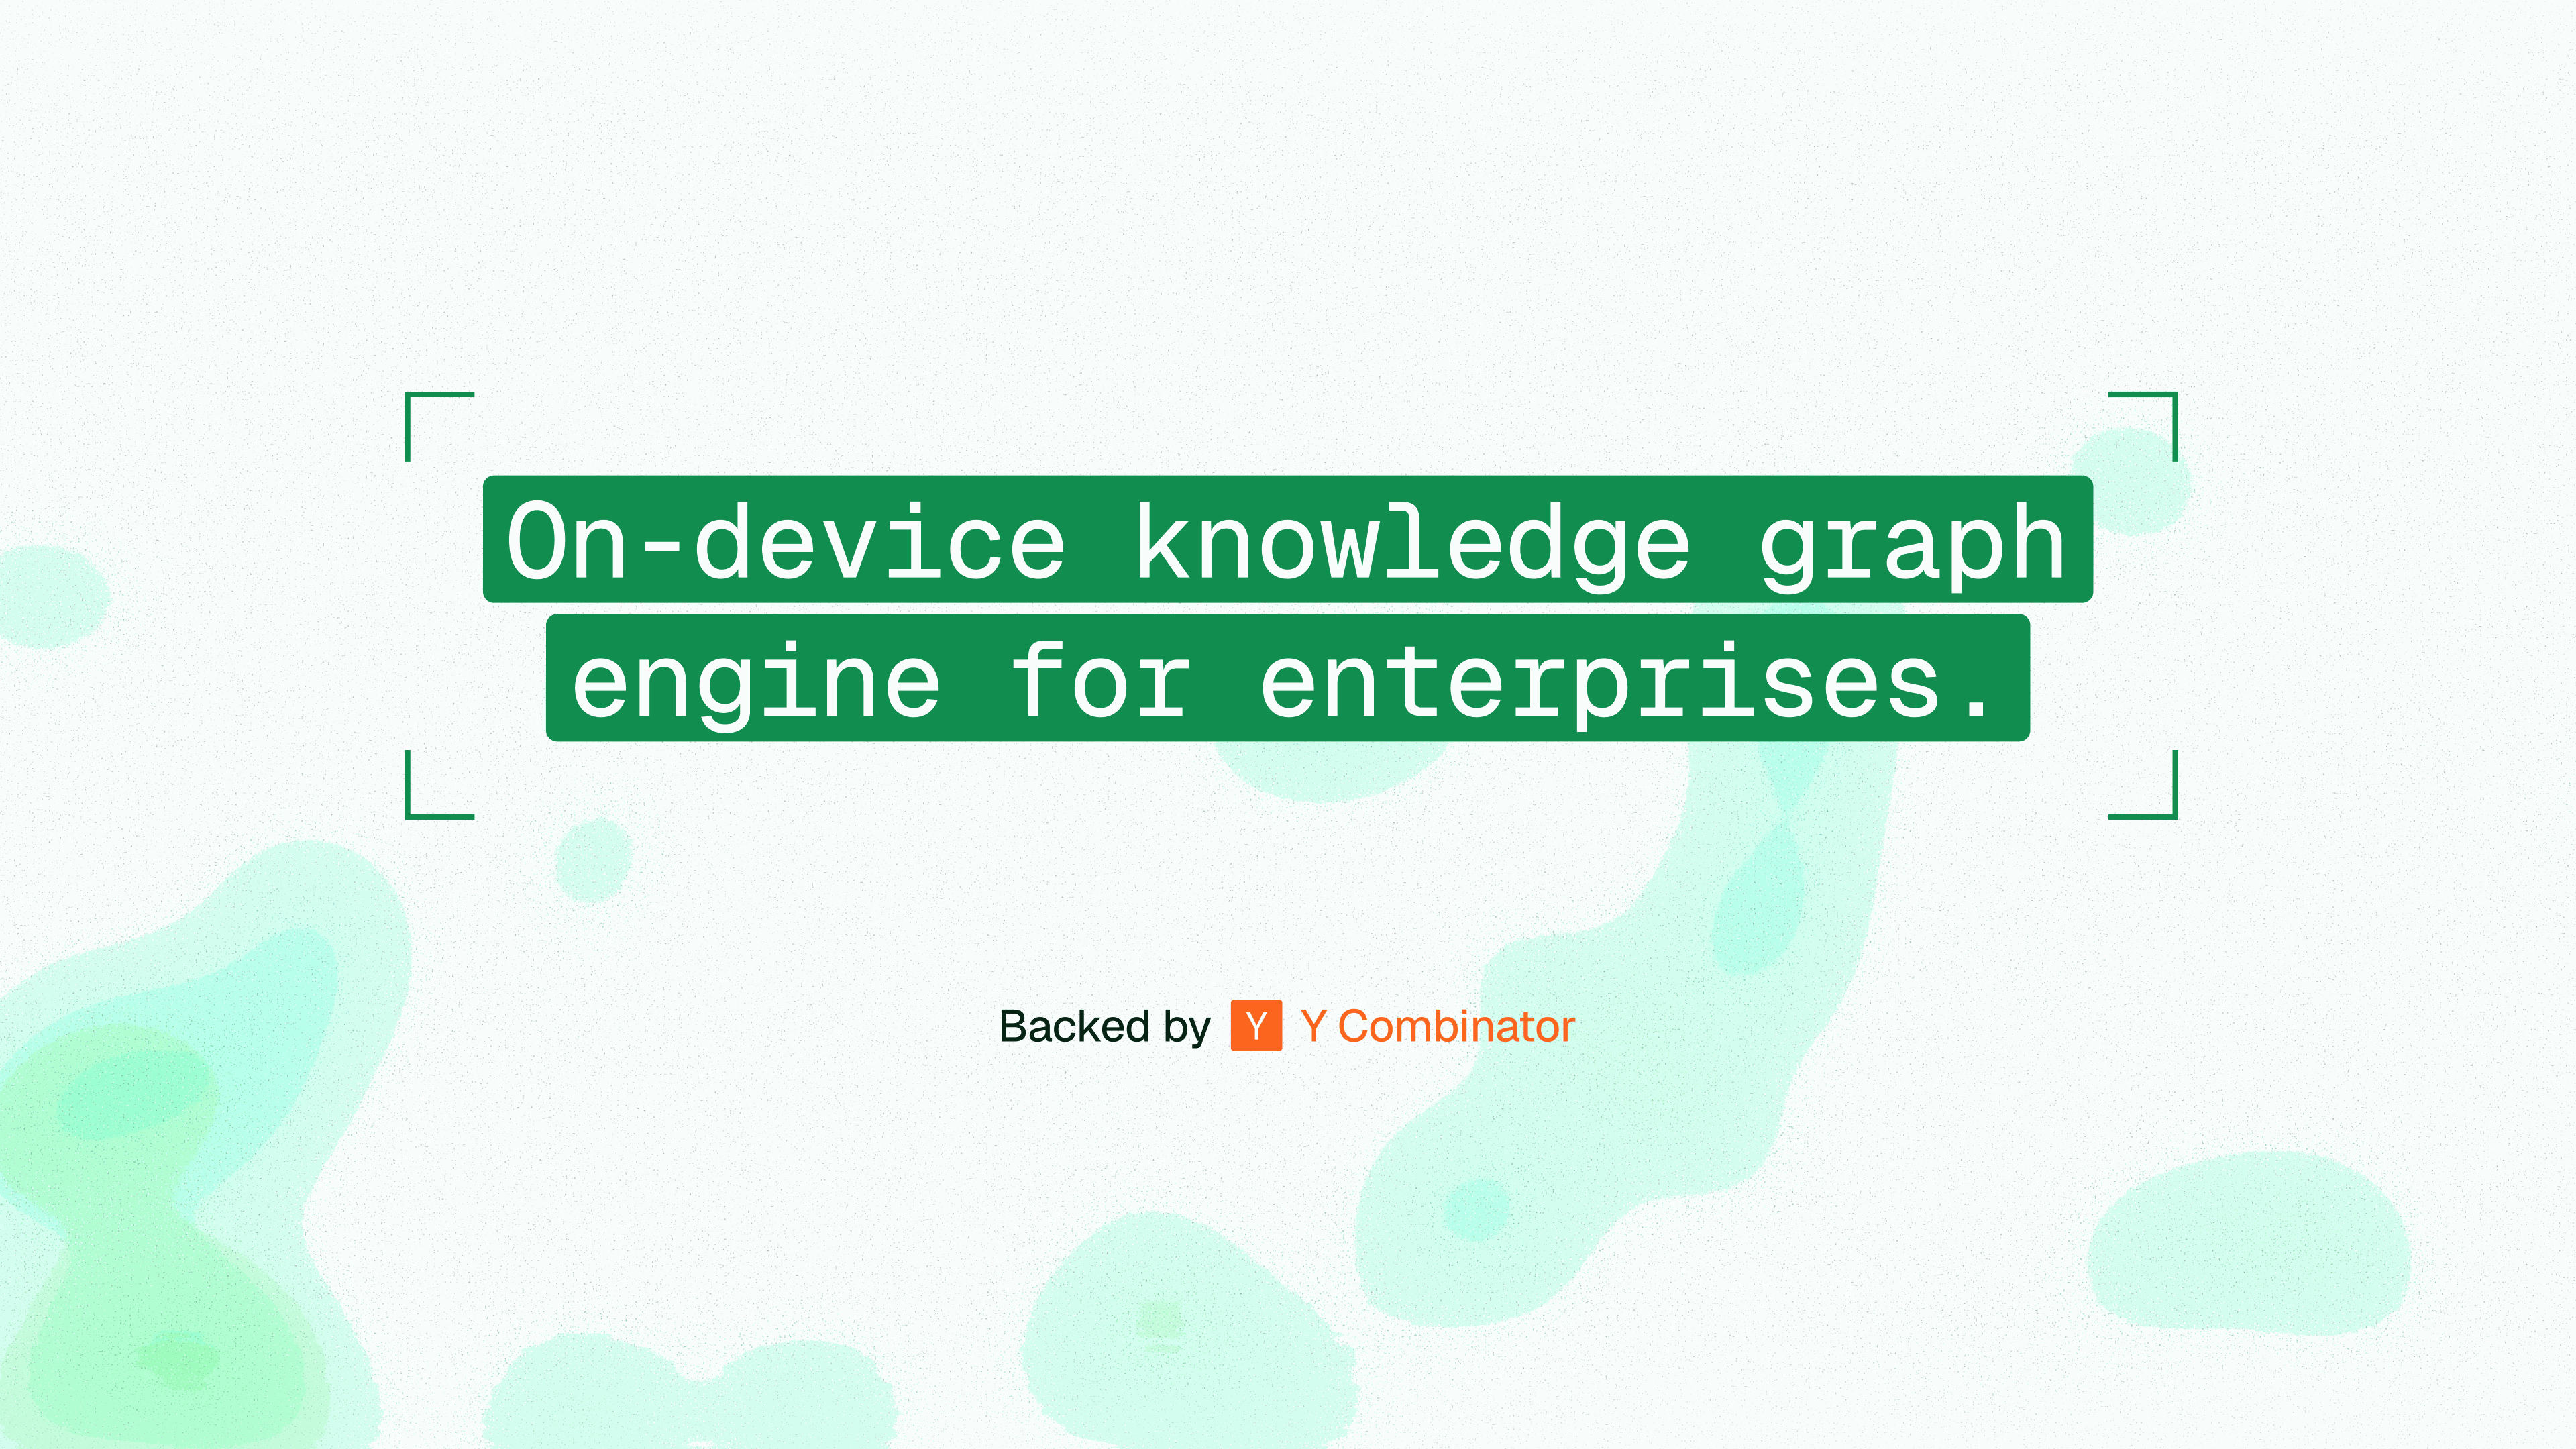 On-device knowledge graph
engine for enterprises.
Backed by Y Y Combinator